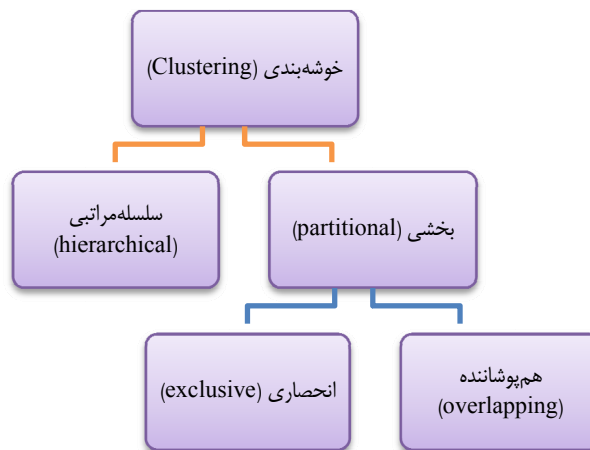 خوشه‌بندی (Clustering)
بخشی (partitional)
سلسله‌مراتبی
(hierarchical)
هم‌پوشاننده
(overlapping)
انحصاری (exclusive)